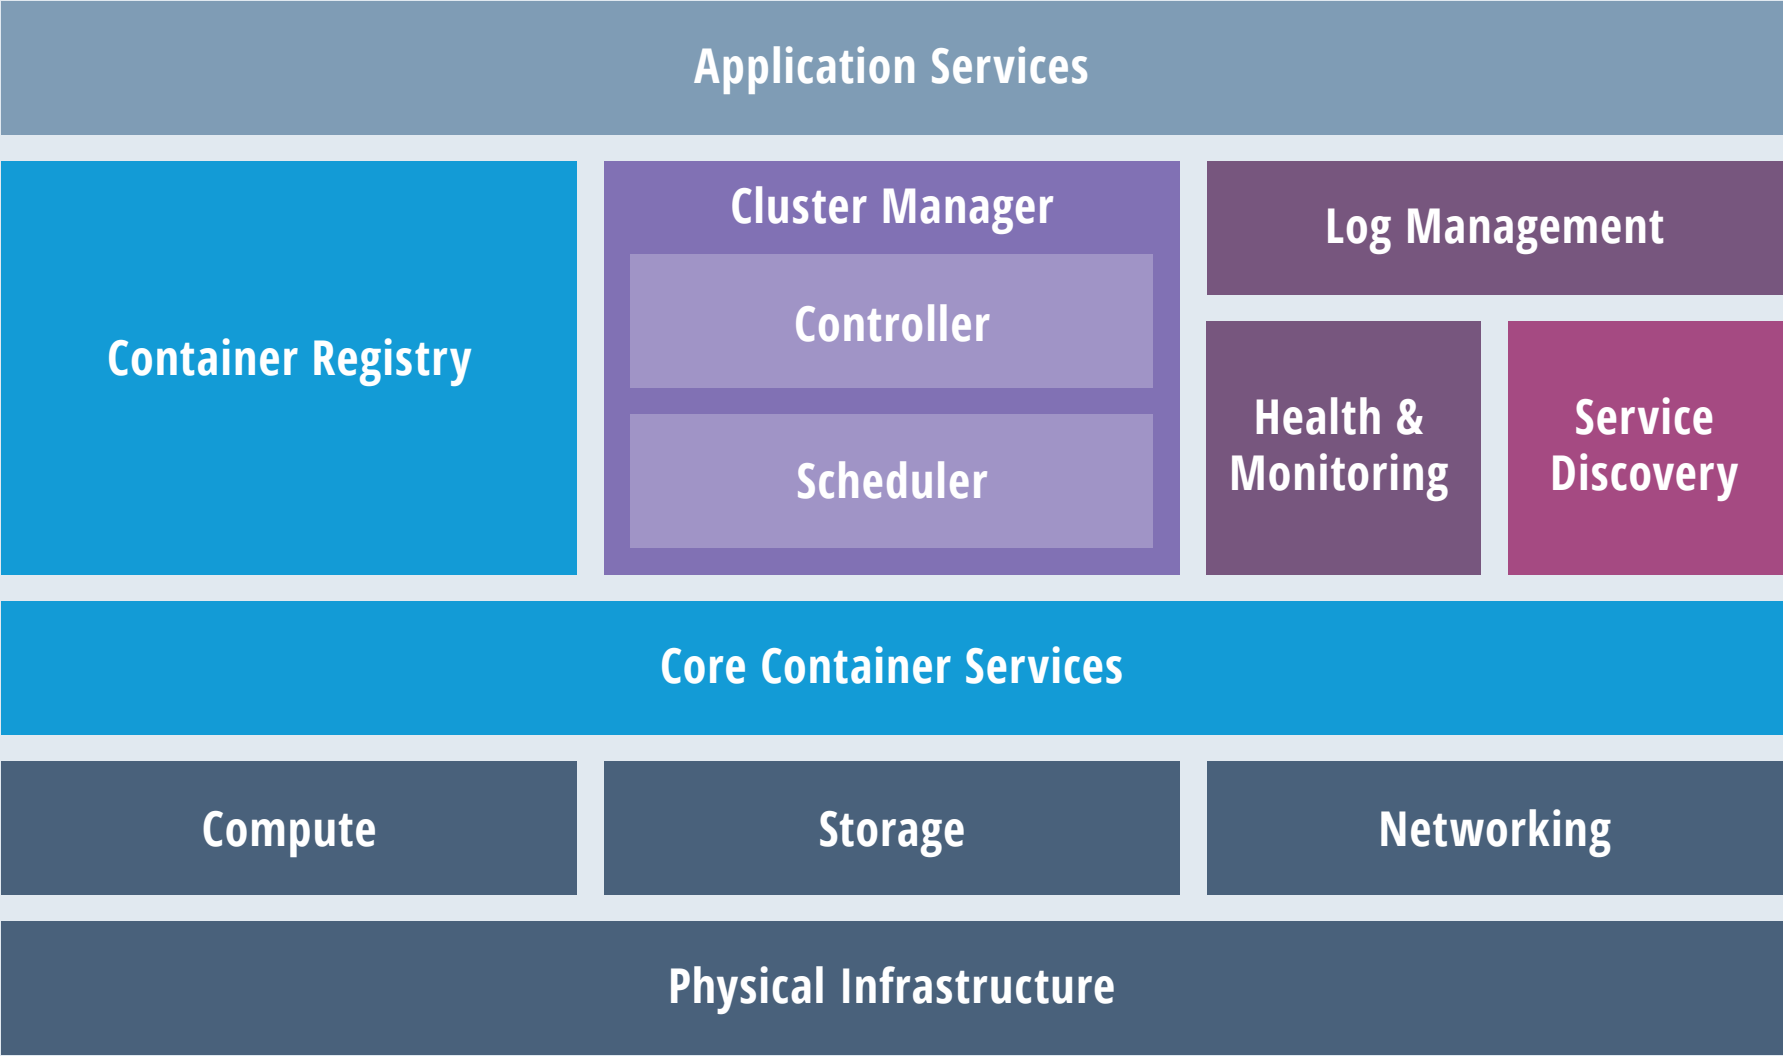 Application Services
Container Registry
Cluster Manager
Controller
Scheduler
Log Management
Health &
Monitoring
Service
Discovery
Core Container Services
Compute
Storage
Networking
Physical Infrastructure